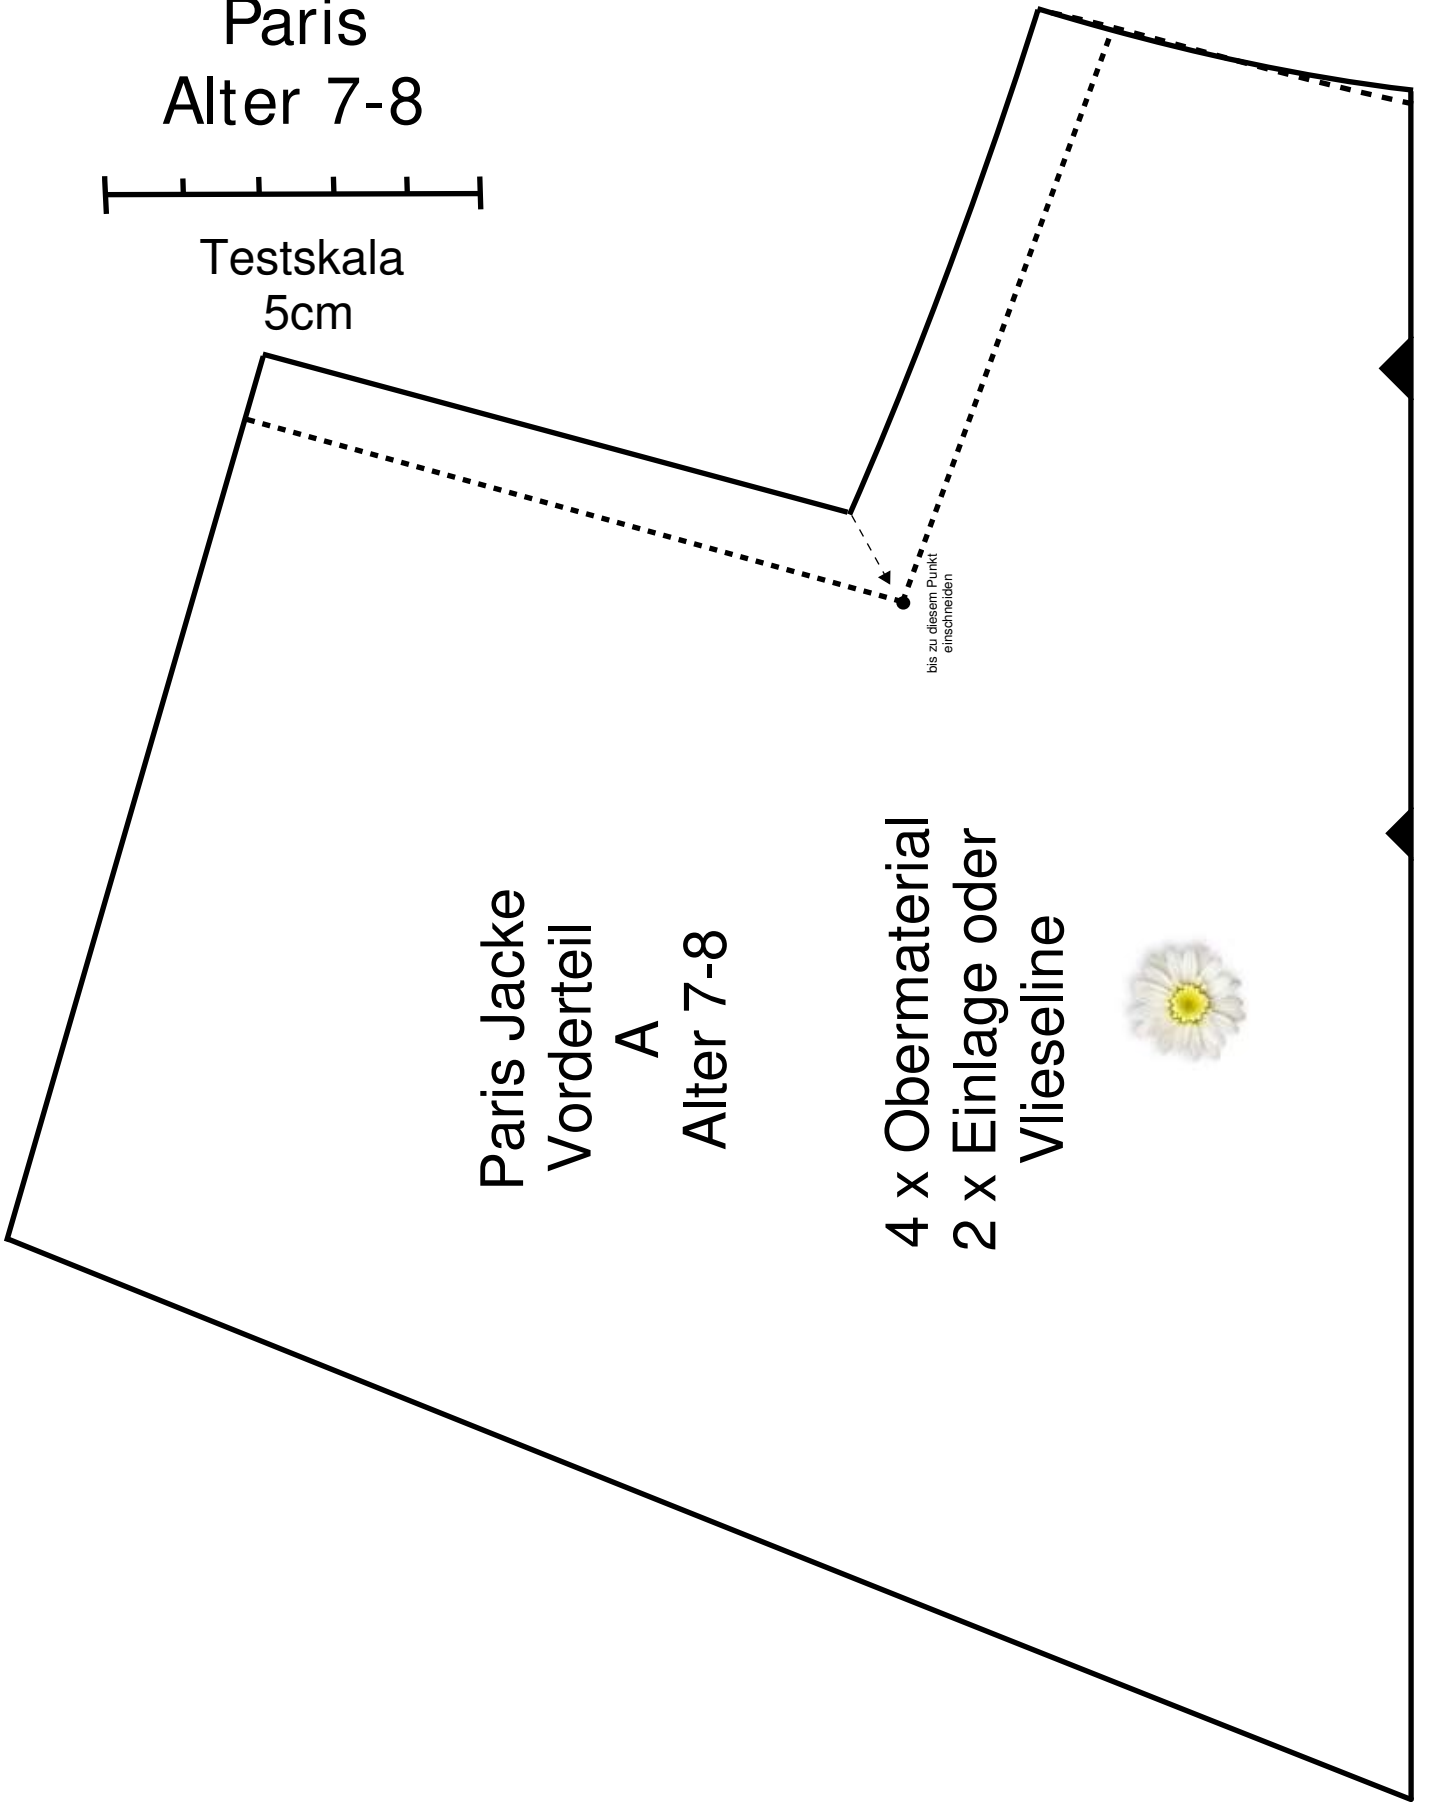 Paris
Alter 7-8
Testskala
5cm
bis zu diesem Punkt
einschneiden
Paris Jacke
Vorderteil
A
Alter 7-8
4 x Obermaterial
2 x Einlage oder
Vlieseline